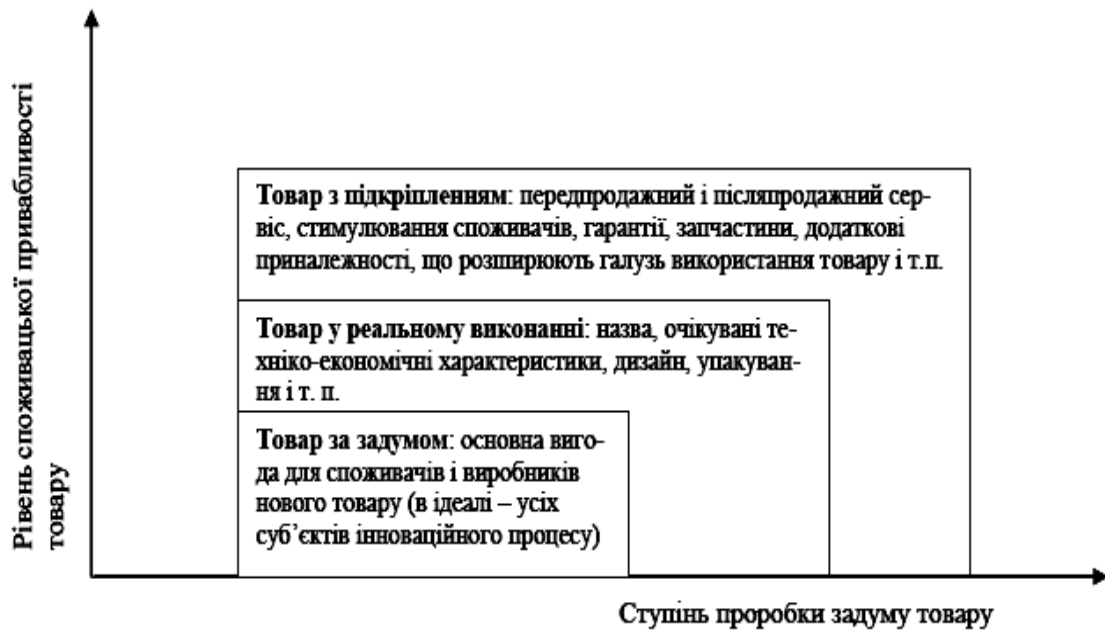 Рівень споживацької привабливості
товару
Товар з підкріпленням: передпродажний і післяпродажний сер-
віс, стимулювання споживачів, гарантії, запчастини, додаткові
приналежності, що розширюють галузь використання товару і т.п.
Товар у реальному виконанні: назва, очікувані те-
хніко-економічні характеристики, дизайн, упакуван-
ня і т. п.
Товар за задумом: основна виго-
да для споживачів і виробників
нового товару (в ідеалі – усіх
суб’єктів інноваційного процесу)
Ступінь проробки задуму товару